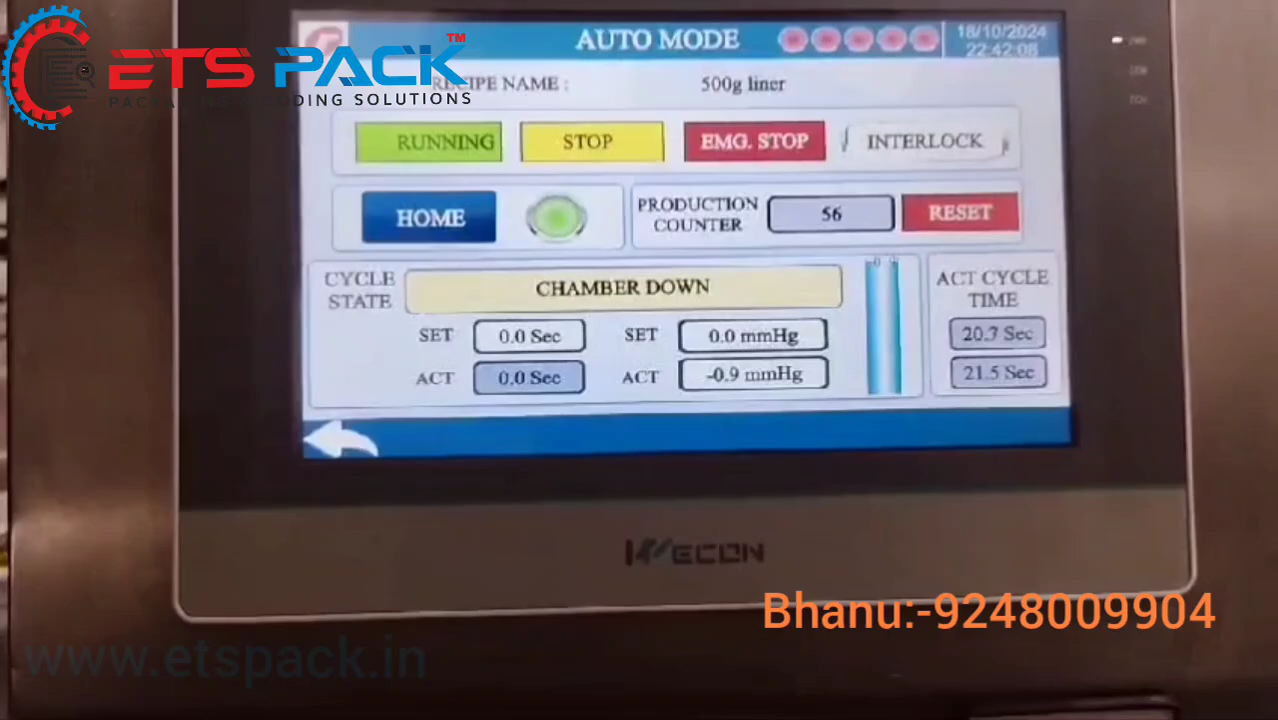 ETS PACK™
PACKAGING CODING SOLUTIONS
AUTO MODE
18/10/2024
22:42:08
RECIPE NAME :
500g liner
RUNNING
STOP
EMG. STOP
INTERLOCK
HOME
PRODUCTION
COUNTER
56
RESET
CYCLE
STATE
CHAMBER DOWN
SET
0.0 Sec
SET
0.0 mmHg
ACT
0.0 Sec
ACT
-0.9 mmHg
ACT CYCLE
TIME
20.7 Sec
21.5 Sec
WECON
Bhanu:-9248009904
www.etspack.in